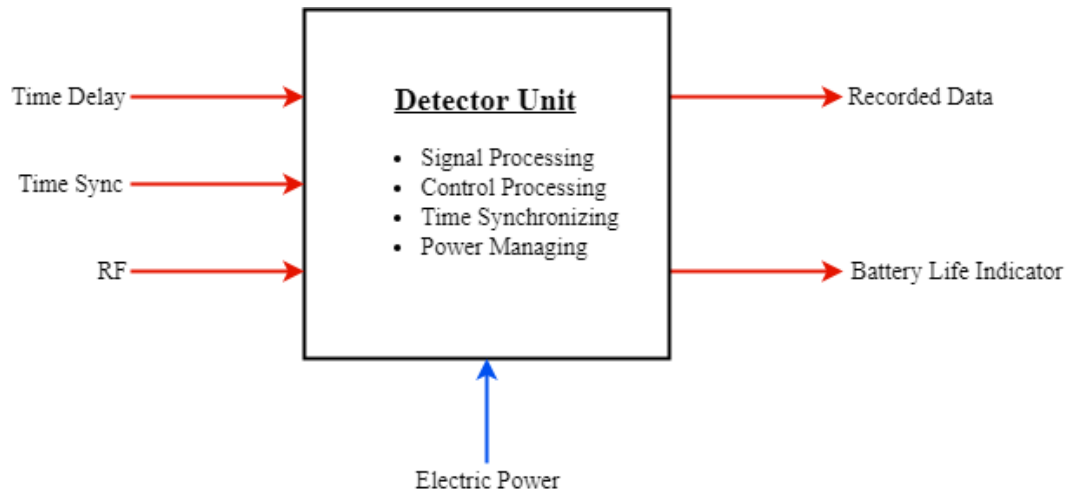 Time Delay
Time Sync
RF
Detector Unit
• Signal Processing
• Control Processing
• Time Synchronizing
• Power Managing
Recorded Data
Battery Life Indicator
Electric Power